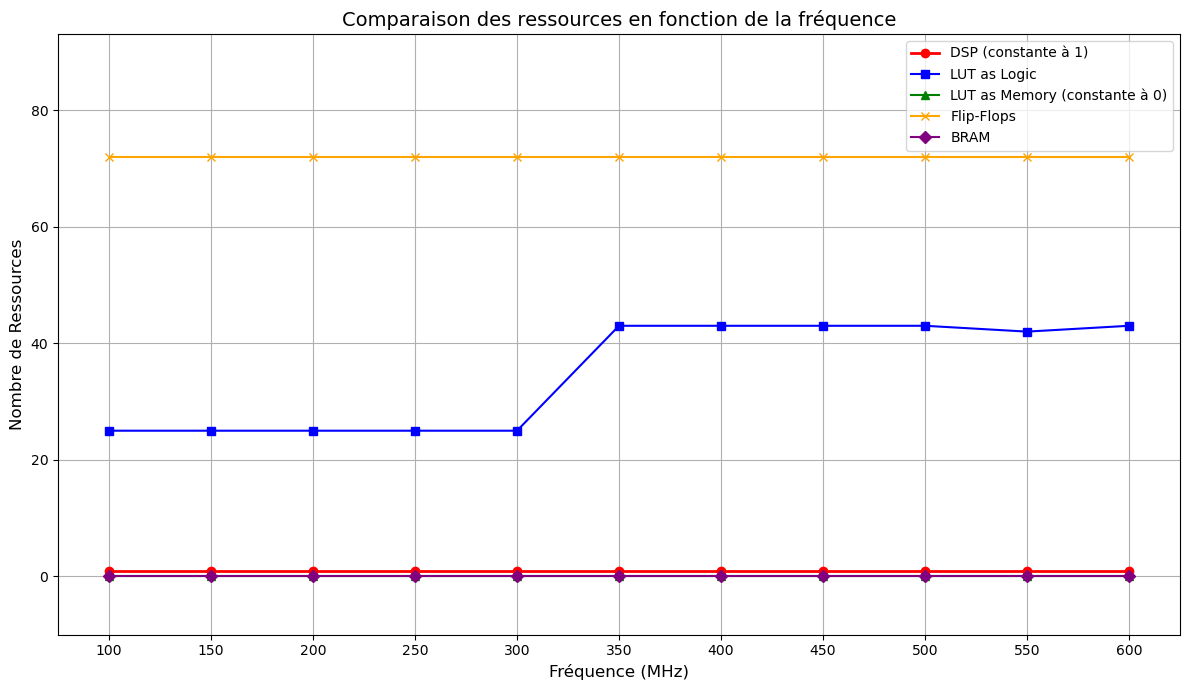 Comparaison des ressources en fonction de la fréquence
DSP (constante à 1)
LUT as Logic
LUT as Memory (constante à 0)
Flip-Flops
BRAM
Nombre de Ressources
80
60
40
20
0
100 150 200 250 300 350 400 450 500 550 600
Fréquence (MHz)